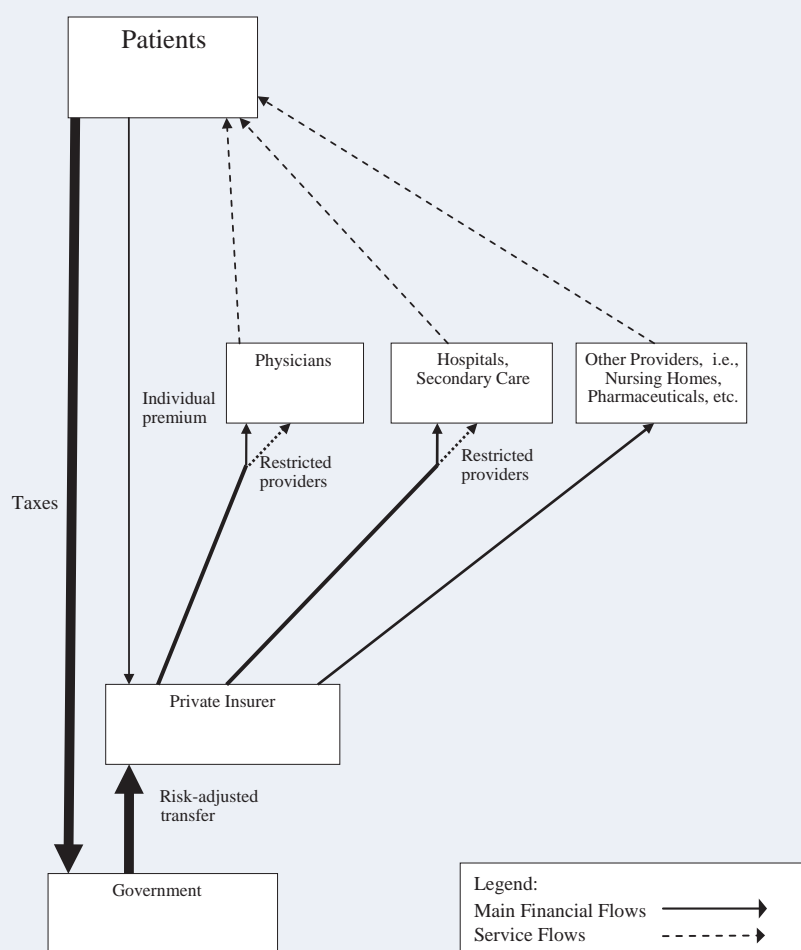 Patients
Physicians
Hospitals,
Secondary Care
Other Providers, i.e.,
Nursing Homes,
Pharmaceuticals, etc.
Individual
premium
Restricted
providers
Restricted
providers
Taxes
Private Insurer
Risk-adjusted
transfer
Government
Legend:
Main Financial Flows
Service Flows